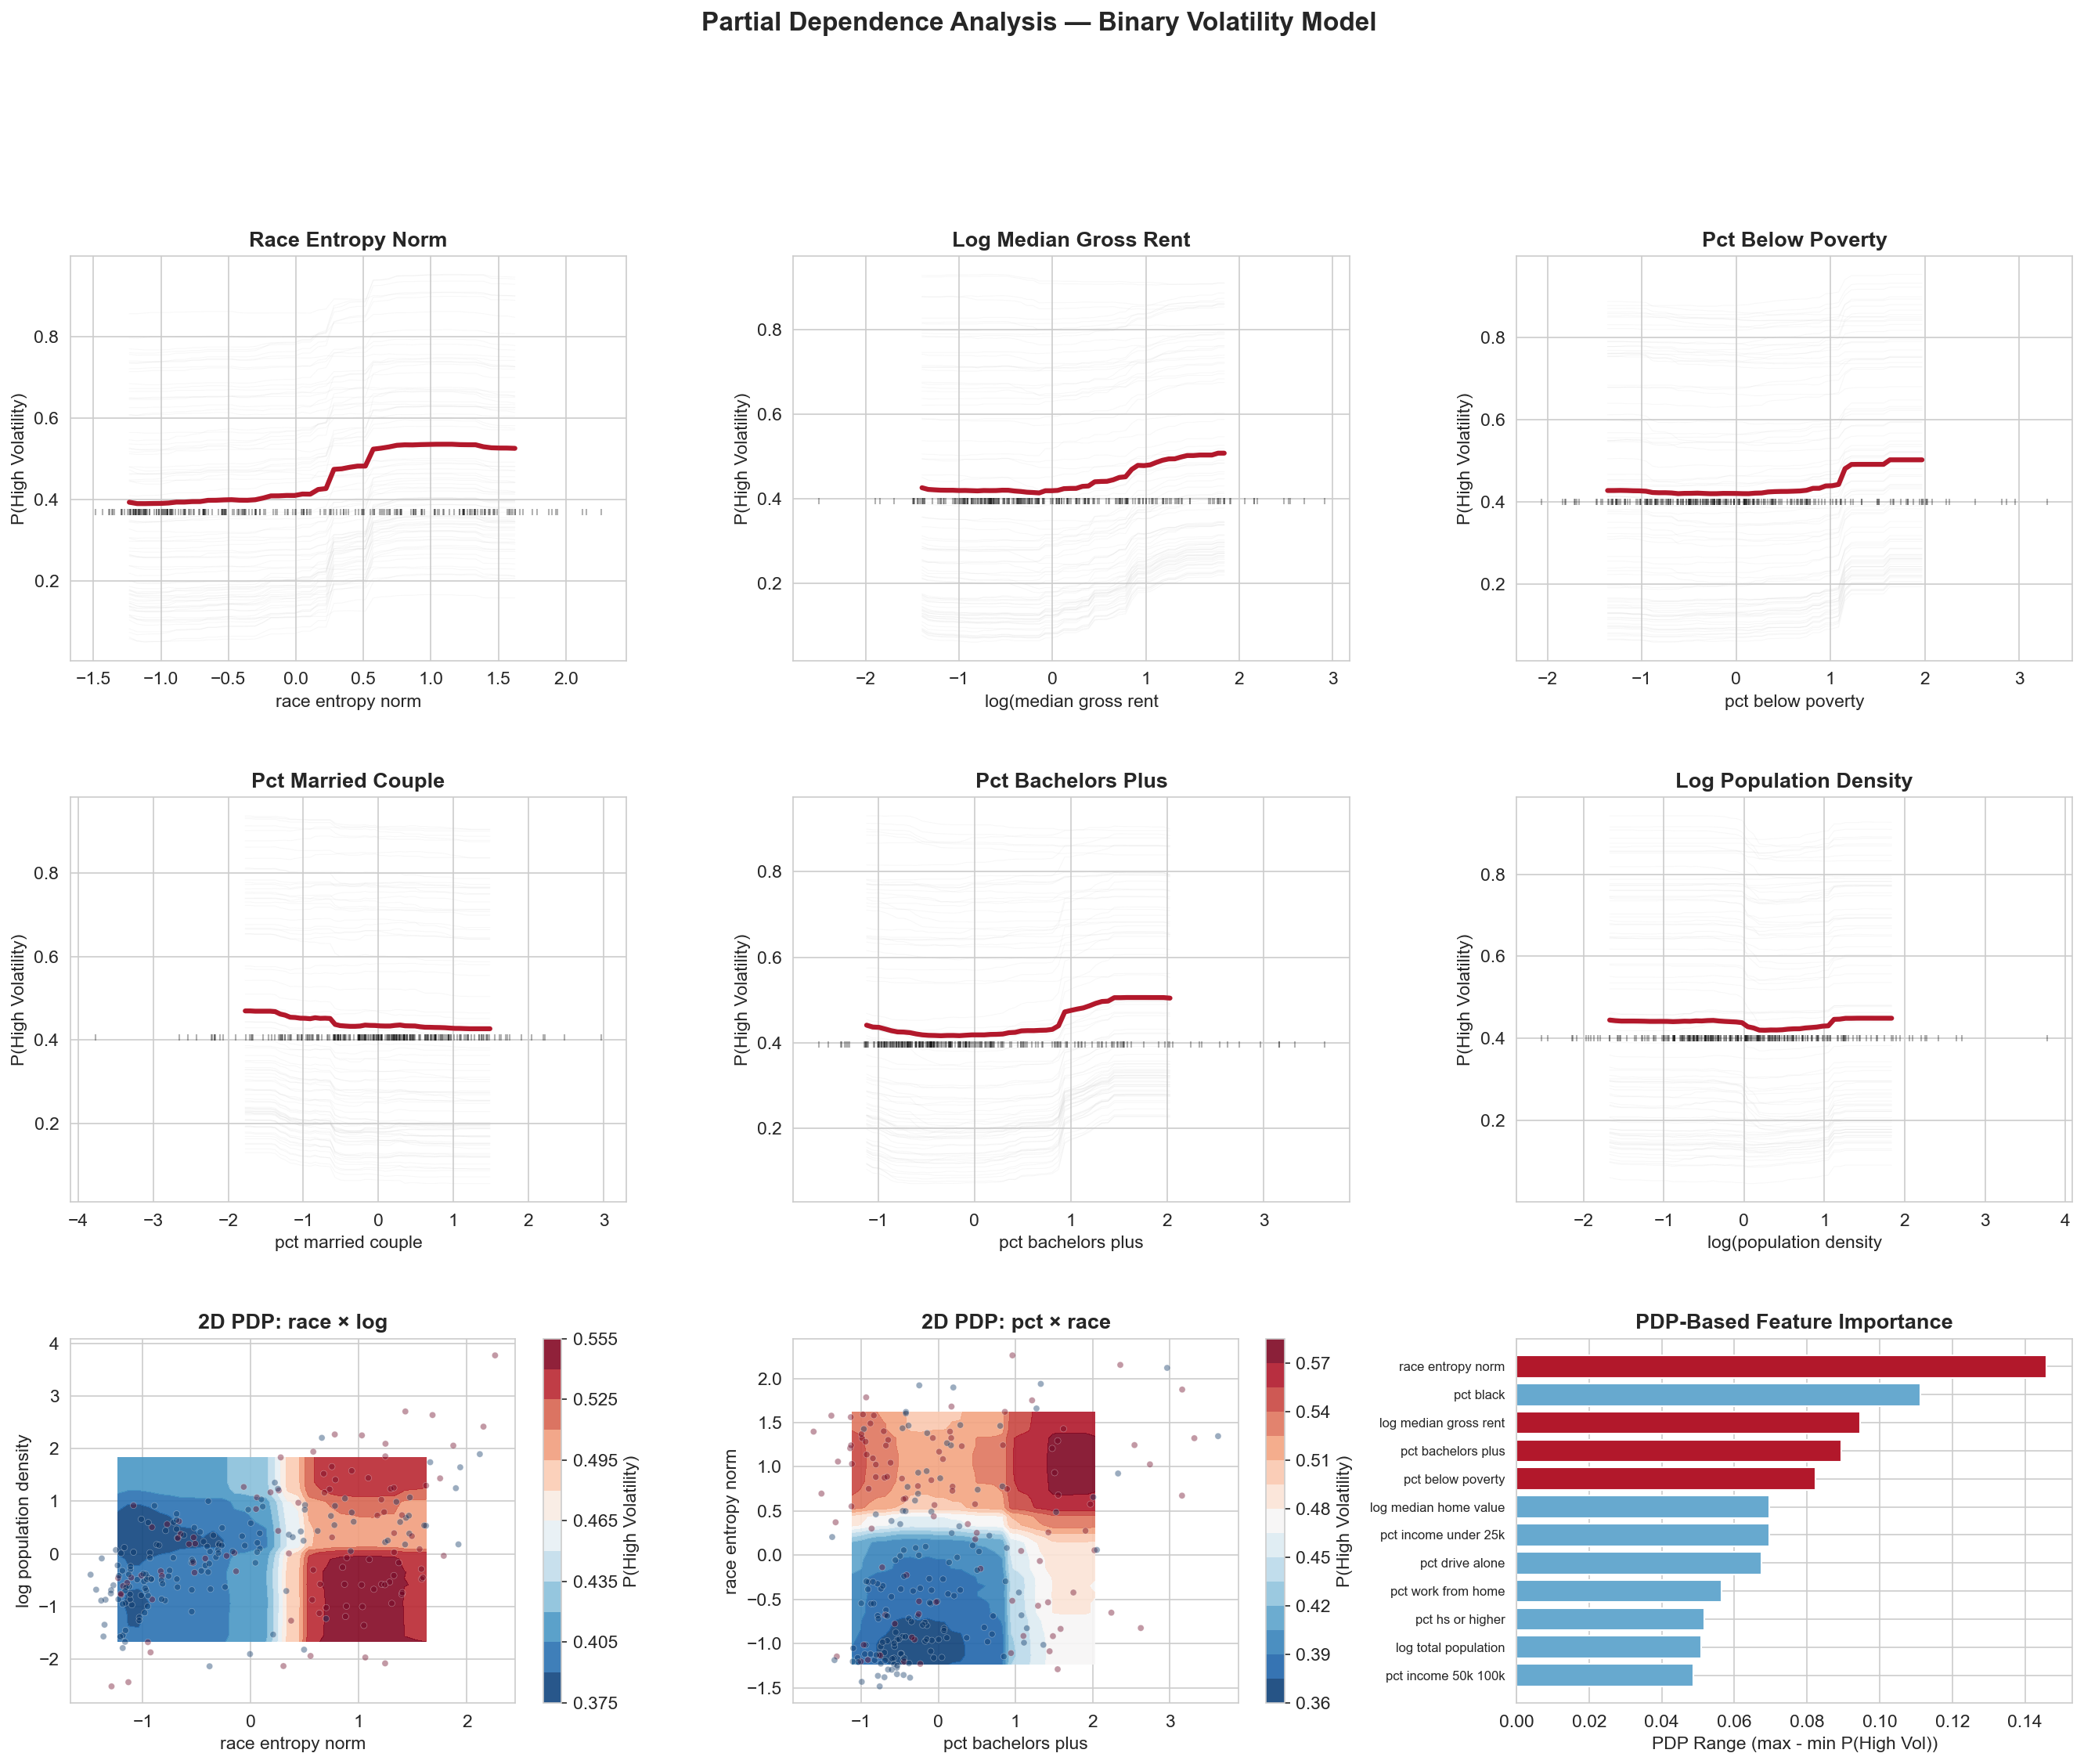 Partial Dependence Analysis — Binary Volatility Model
Race Entropy Norm
P(High Volatility)
0.8
0.6
0.4
0.2
−1.5 −1.0 −0.5 0.0 0.5 1.0 1.5 2.0
race entropy norm
Log Median Gross Rent
P(High Volatility)
0.8
0.6
0.4
0.2
−2 −1 0 1 2 3
log(median gross rent
Pct Below Poverty
P(High Volatility)
0.8
0.6
0.4
0.2
−2 −1 0 1 2 3
pct below poverty
Pct Married Couple
P(High Volatility)
0.8
0.6
0.4
0.2
−4 −3 −2 −1 0 1 2 3
pct married couple
Pct Bachelors Plus
P(High Volatility)
0.8
0.6
0.4
0.2
−1 0 1 2 3
pct bachelors plus
Log Population Density
P(High Volatility)
0.8
0.6
0.4
0.2
−2 −1 0 1 2 3 4
log(population density
2D PDP: race × log
log population density
4
3
2
1
0
−1
−2
−1 0 1 2
race entropy norm
0.555
0.525
0.495
0.465
0.435
0.405
0.375
P(High Volatility)
2D PDP: pct × race
race entropy norm
2.0
1.5
1.0
0.5
0.0
−0.5
−1.0
−1.5
−1 0 1 2 3
pct bachelors plus
0.57
0.54
0.51
0.48
0.45
0.42
0.39
0.36
P(High Volatility)
PDP-Based Feature Importance
race entropy norm
pct black
log median gross rent
pct bachelors plus
pct below poverty
log median home value
pct income under 25k
pct drive alone
pct work from home
pct hs or higher
log total population
pct income 50k 100k
0.00 0.02 0.04 0.06 0.08 0.10 0.12 0.14
PDP Range (max - min P(High Vol))